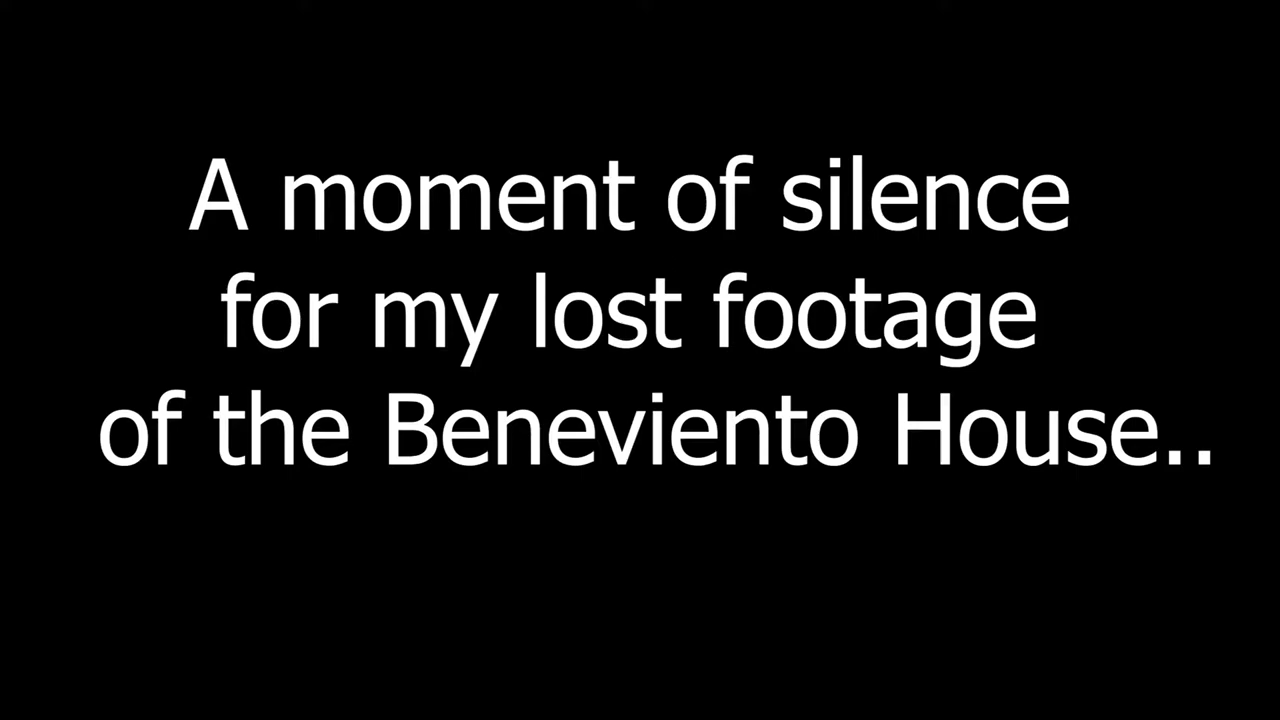 A moment of silence
for my lost footage
of the Beneviento House..